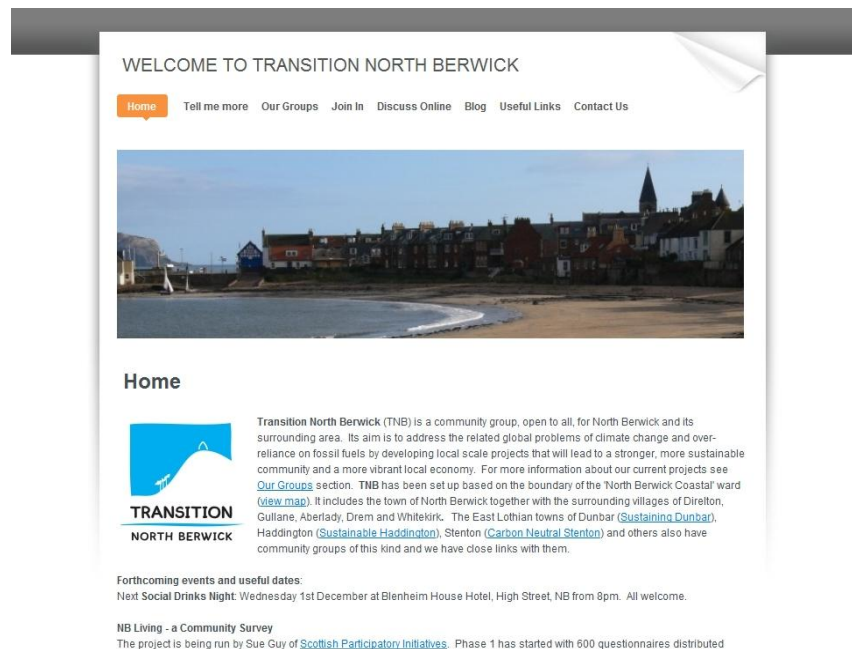 WELCOME TO TRANSITION NORTH BERWICK
Home Tell me more Our Groups Join In Discuss Online Blog Useful Links Contact Us
Home
TRANSITION
NORTH BERWICK
Transition North Berwick (TNB) is a community group, open to all, for North Berwick and its
surrounding area. Its aim is to address the related global problems of climate change and over-
reliance on fossil fuels by developing local scale projects that will lead to a stronger, more sustainable
community and a more vibrant local economy. For more information about our current projects see
Our Groups section. TNB has been set up based on the boundary of the 'North Berwick Coastal' ward
(view map). It includes the town of North Berwick together with the surrounding villages of Direlton,
Gullane, Aberlady, Drem and Whitekirk. The East Lothian towns of Dunbar (Sustaining Dunbar),
Haddington (Sustainable Haddington), Stenton (Carbon Neutral Stenton) and others also have
community groups of this kind and we have close links with them.
Forthcoming events and useful dates:
Next Social Drinks Night: Wednesday 1st December at Blenheim House Hotel, High Street, NB from 8pm. All welcome.
NB Living - a Community Survey
The project is being run by Sue Guy of Scottish Participatory Initiatives. Phase 1 has started with 600 questionnaires distributed